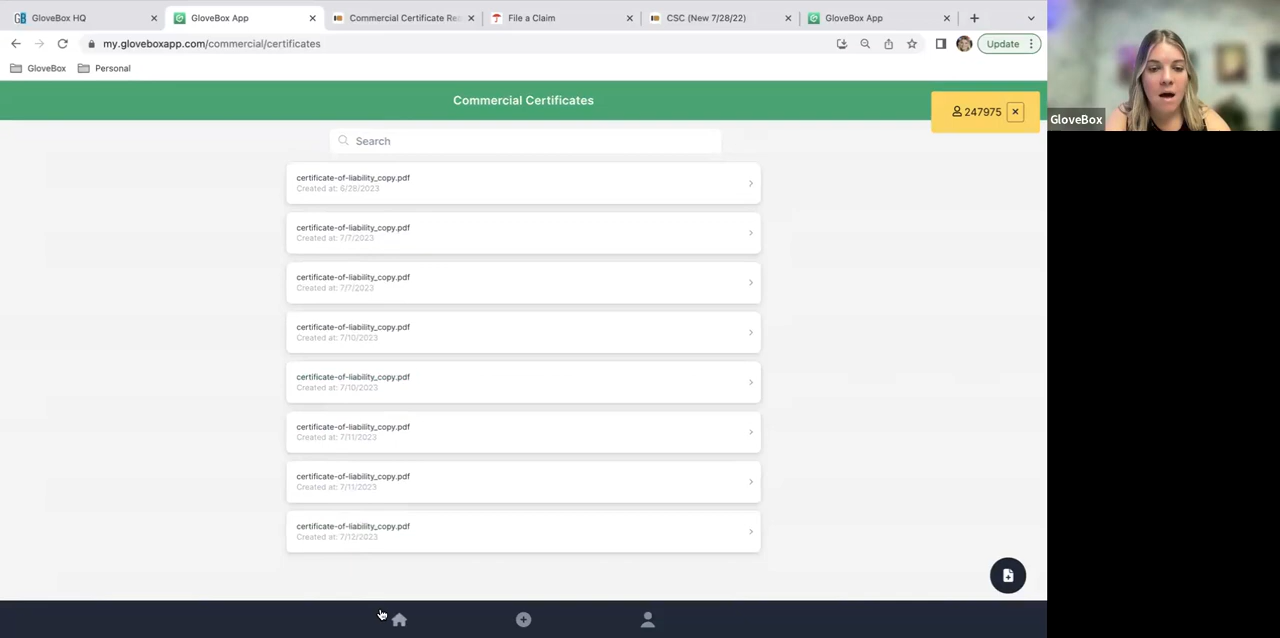 GloveBox HQ
GloveBox App
Commercial Certificate Re
File a Claim
CSC (New 7/28/22)
GloveBox App
my.gloveboxapp.com/commercial/certificates
Update
GloveBox
Personal
Commercial Certificates
247975
GloveBox
Search
certificate-of-liability_copy.pdf
Created at: 6/28/2023
certificate-of-liability_copy.pdf
Created at: 7/7/2023
certificate-of-liability_copy.pdf
Created at: 7/7/2023
certificate-of-liability_copy.pdf
Created at: 7/10/2023
certificate-of-liability_copy.pdf
Created at: 7/10/2023
certificate-of-liability_copy.pdf
Created at: 7/11/2023
certificate-of-liability_copy.pdf
Created at: 7/11/2023
certificate-of-liability_copy.pdf
Created at: 7/12/2023